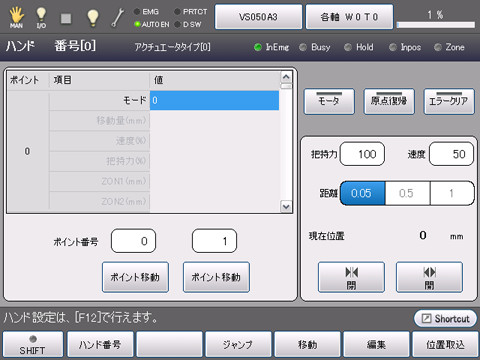 MAN I/O EMG PRTCT AUTO EN D SW VS050A3 各軸 W0T0 1 %
ハンド 番号[0] アクチュエータタイプ[0] InEmg Busy Hold Inpos Zone
ポイント 項目 値
モード 0
移動量(mm)
速度(%)
0 把持力(%)
ZON1(mm)
ZON2(mm)
ポイント番号 0 1
ポイント移動 ポイント移動
モータ 原点復帰 エラークリア
把持力 100 速度 50
距離 0.05 0.5 1
現在位置 0 mm
閉 開
ハンド設定は、[F12]で行えます。 Shortcut
SHIFT ハンド番号 ジャンプ 移動 編集 位置取込